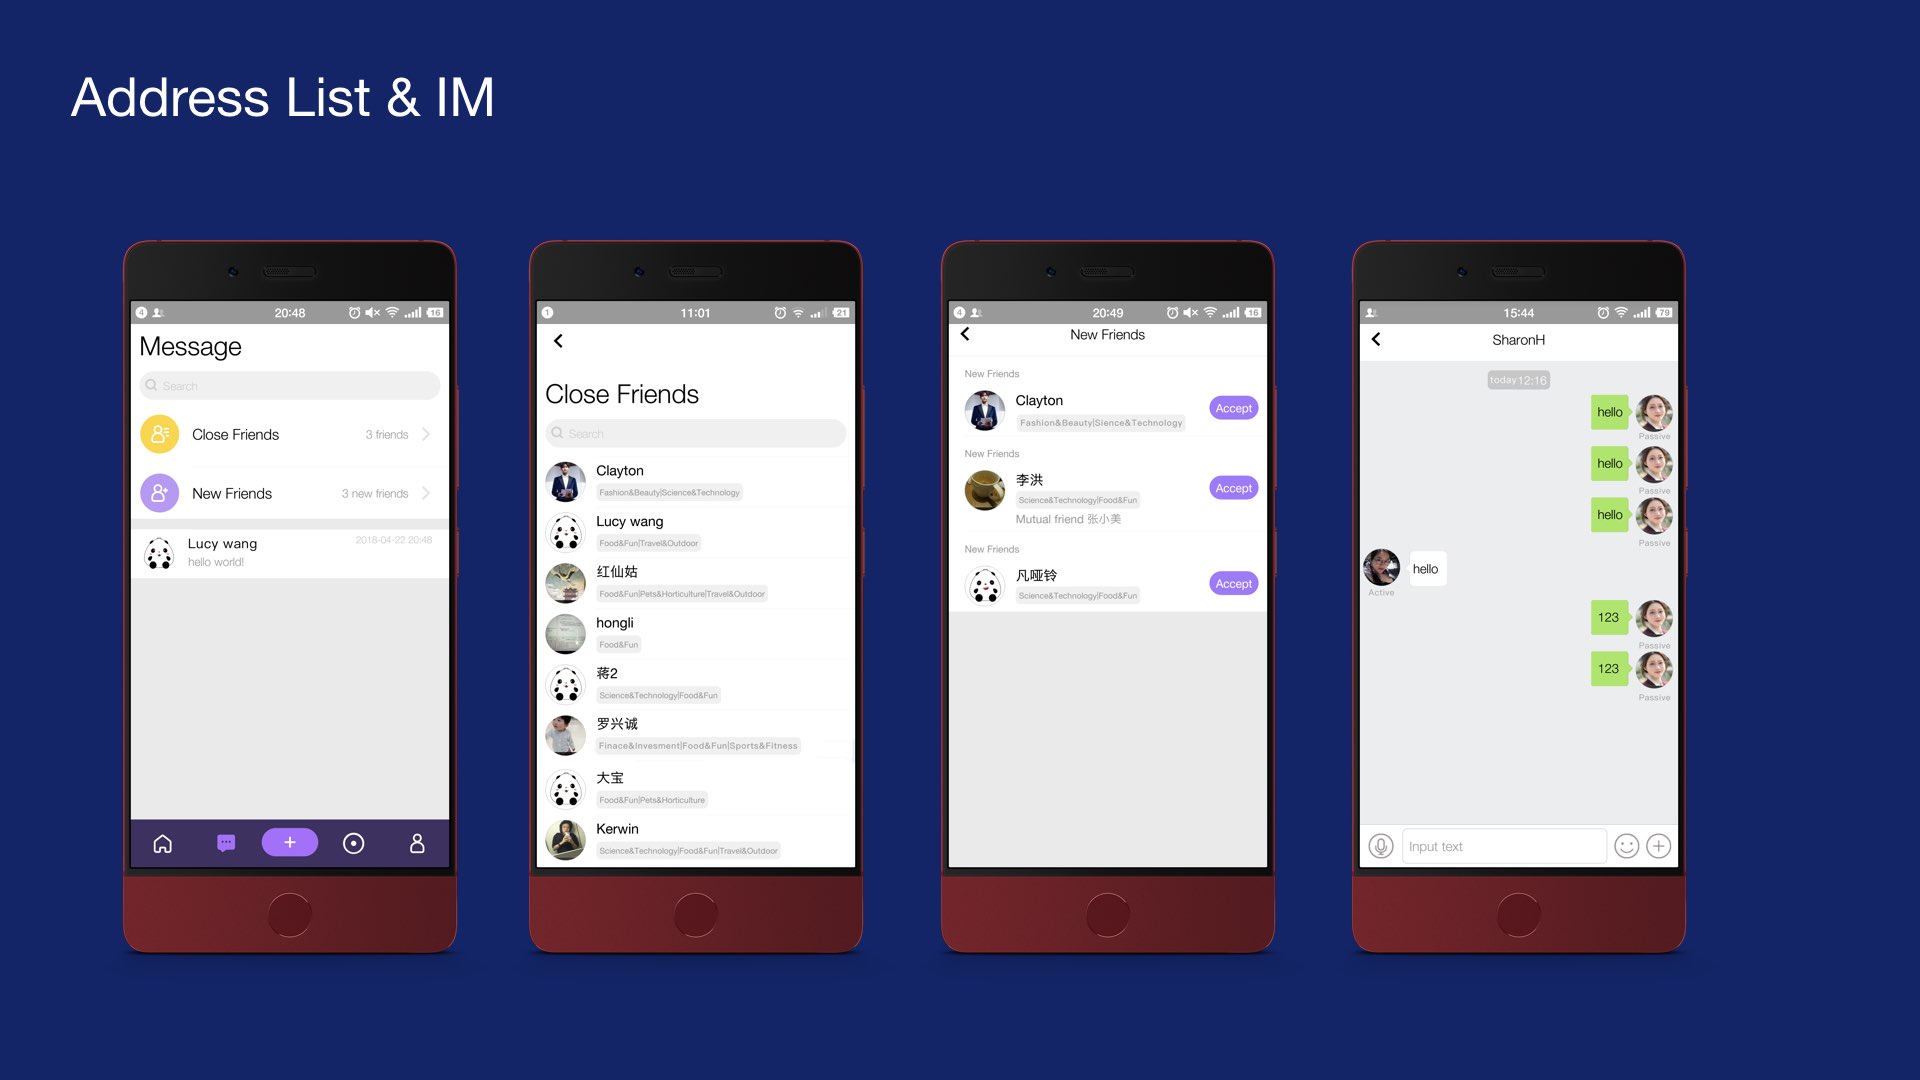 Address List & IM
4 20:48 16
Message
Search
Close Friends 3 friends
New Friends 3 new friends
Lucy wang 2018-04-22 20:48
hello world!
1 11:01 21
Close Friends
Search
Clayton
Fashion&Beauty|Science&Technology
Lucy wang
Food&Fun|Travel&Outdoor
红仙姑
Food&Fun|Pets&Horticulture|Travel&Outdoor
hongli
Food&Fun
蒋2
Science&Technology|Food&Fun
罗兴诚
Finace&Invesment|Food&Fun|Sports&Fitness
大宝
Food&Fun|Pets&Horticulture
Kerwin
Science&Technology|Food&Fun|Travel&Outdoor
4 20:49 16
New Friends
New Friends
Clayton
Fashion&Beauty|Sience&Technology
Accept
New Friends
李洪
Science&Technology|Food&Fun
Mutual friend 张小美
Accept
New Friends
凡哑铃
Science&Technology|Food&Fun
Accept
15:44 79
SharonH
today 12:16
hello
Passive
hello
Passive
hello
Passive
hello
Active
123
Passive
123
Passive
Input text